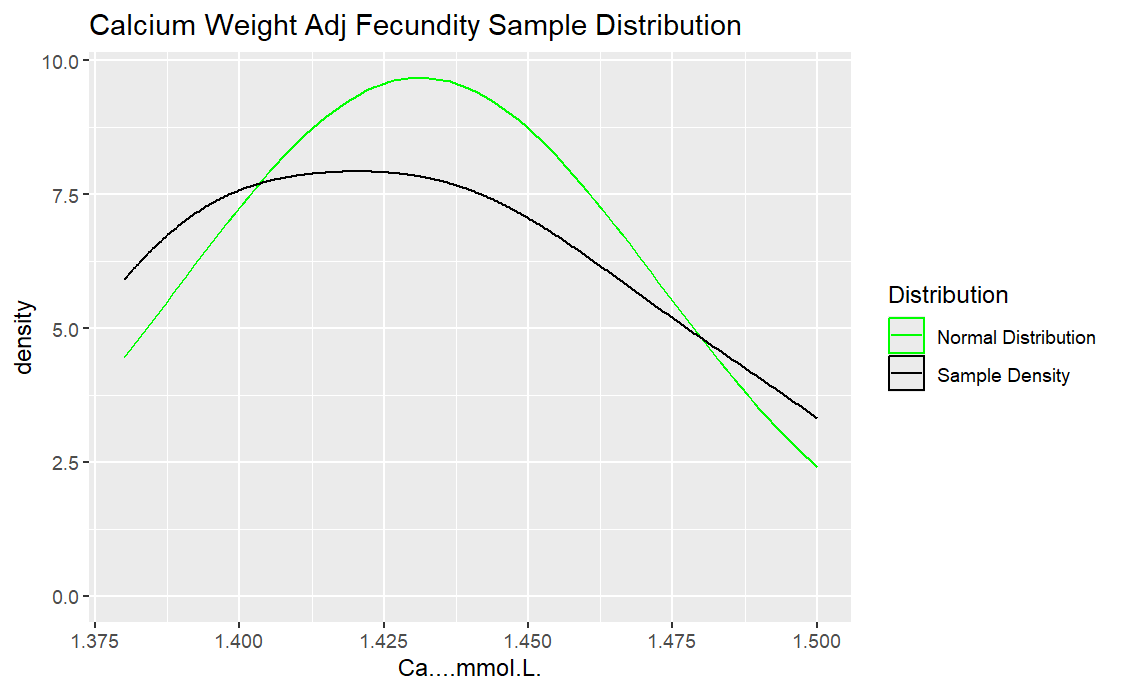 Calcium Weight Adj Fecundity Sample Distribution
10.0
7.5
5.0
2.5
0.0
density
1.375 1.400 1.425 1.450 1.475 1.500
Ca....mmol.L.
Distribution
Normal Distribution
Sample Density